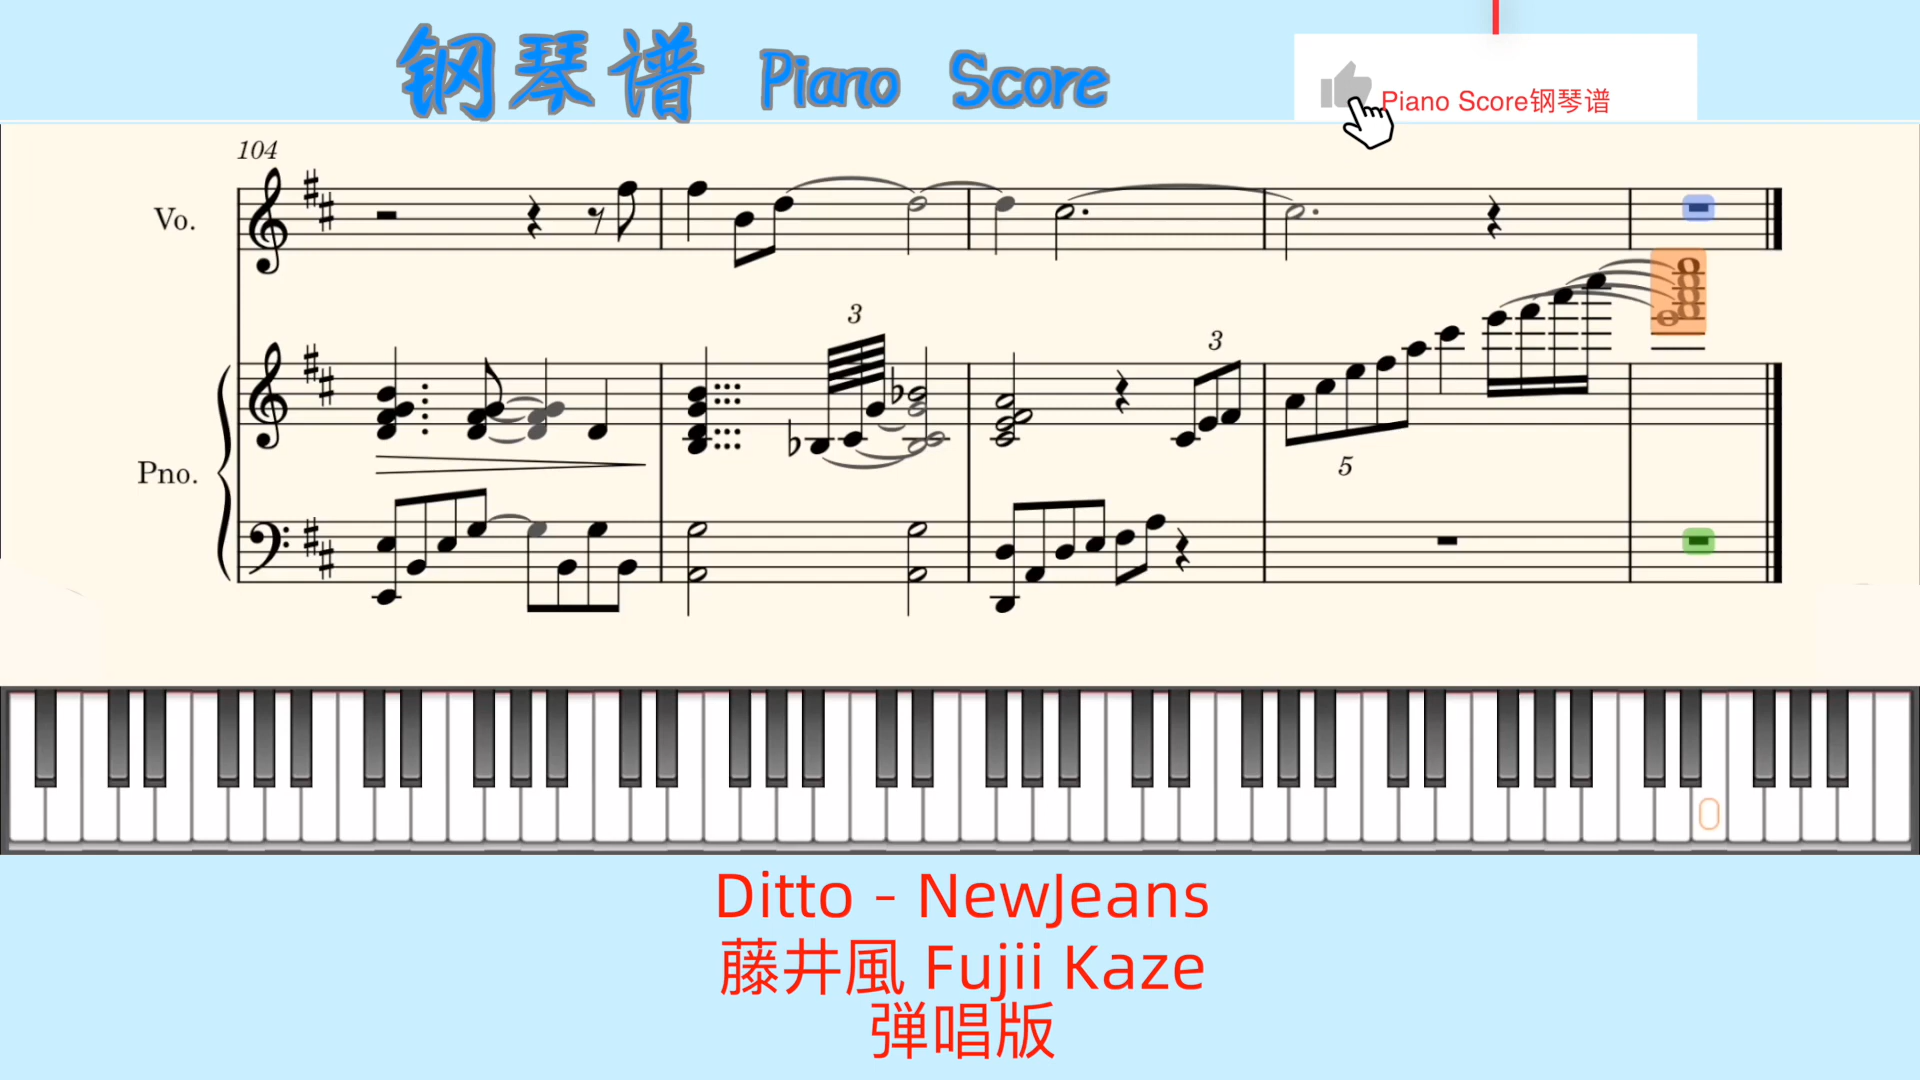 钢琴谱 Piano Score
Piano Score钢琴谱
104
Vo.
3
3
Pno.
5
Ditto - NewJeans
藤井風 Fujii Kaze
弹唱版